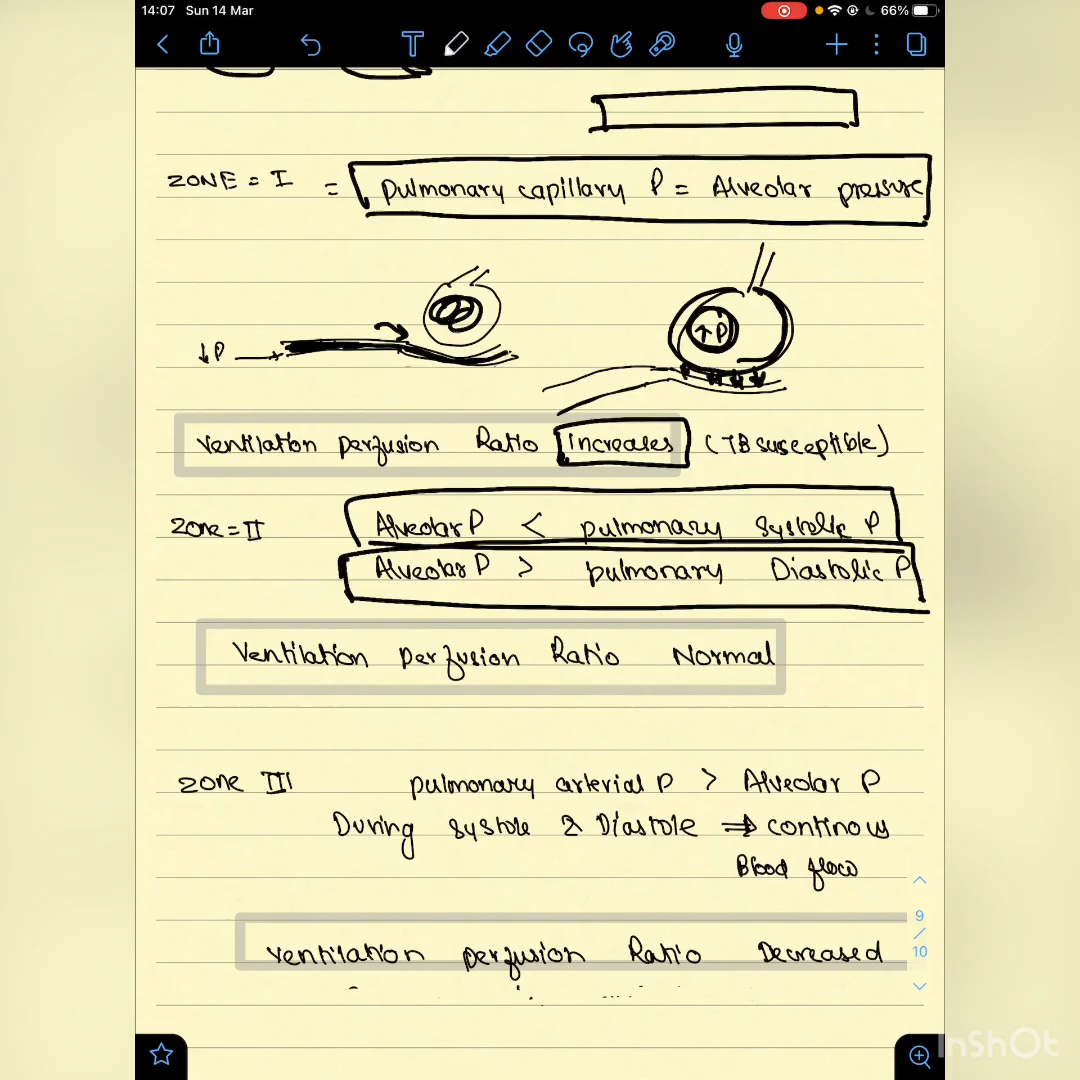 14:07 Sun 14 Mar
66%
ZONE = I = Pulmonary capillary P = Alveolar pressure
↓P
↑P
Ventilation perfusion Ratio Increases (TB susceptible)
Zone = II Alveolar P < pulmonary systolic P
Alveolar P > pulmonary Diastolic P
Ventilation perfusion Ratio Normal
Zone III pulmonary arterial P > Alveolar P
During systole & Diastole ⇒ continous
Blood flow
9
/
10
Ventilation perfusion Ratio Decreased
InShOt